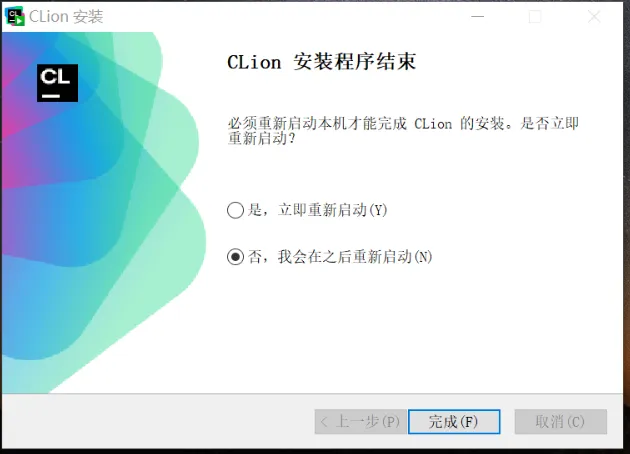 CLion 安装
CL
CLion 安装程序结束
必须重新启动本机才能完成 CLion 的安装。是否立即
重新启动?
是，立即重新启动(Y)
否，我会在之后重新启动(N)
< 上一步(P) 完成(F) 取消(C)